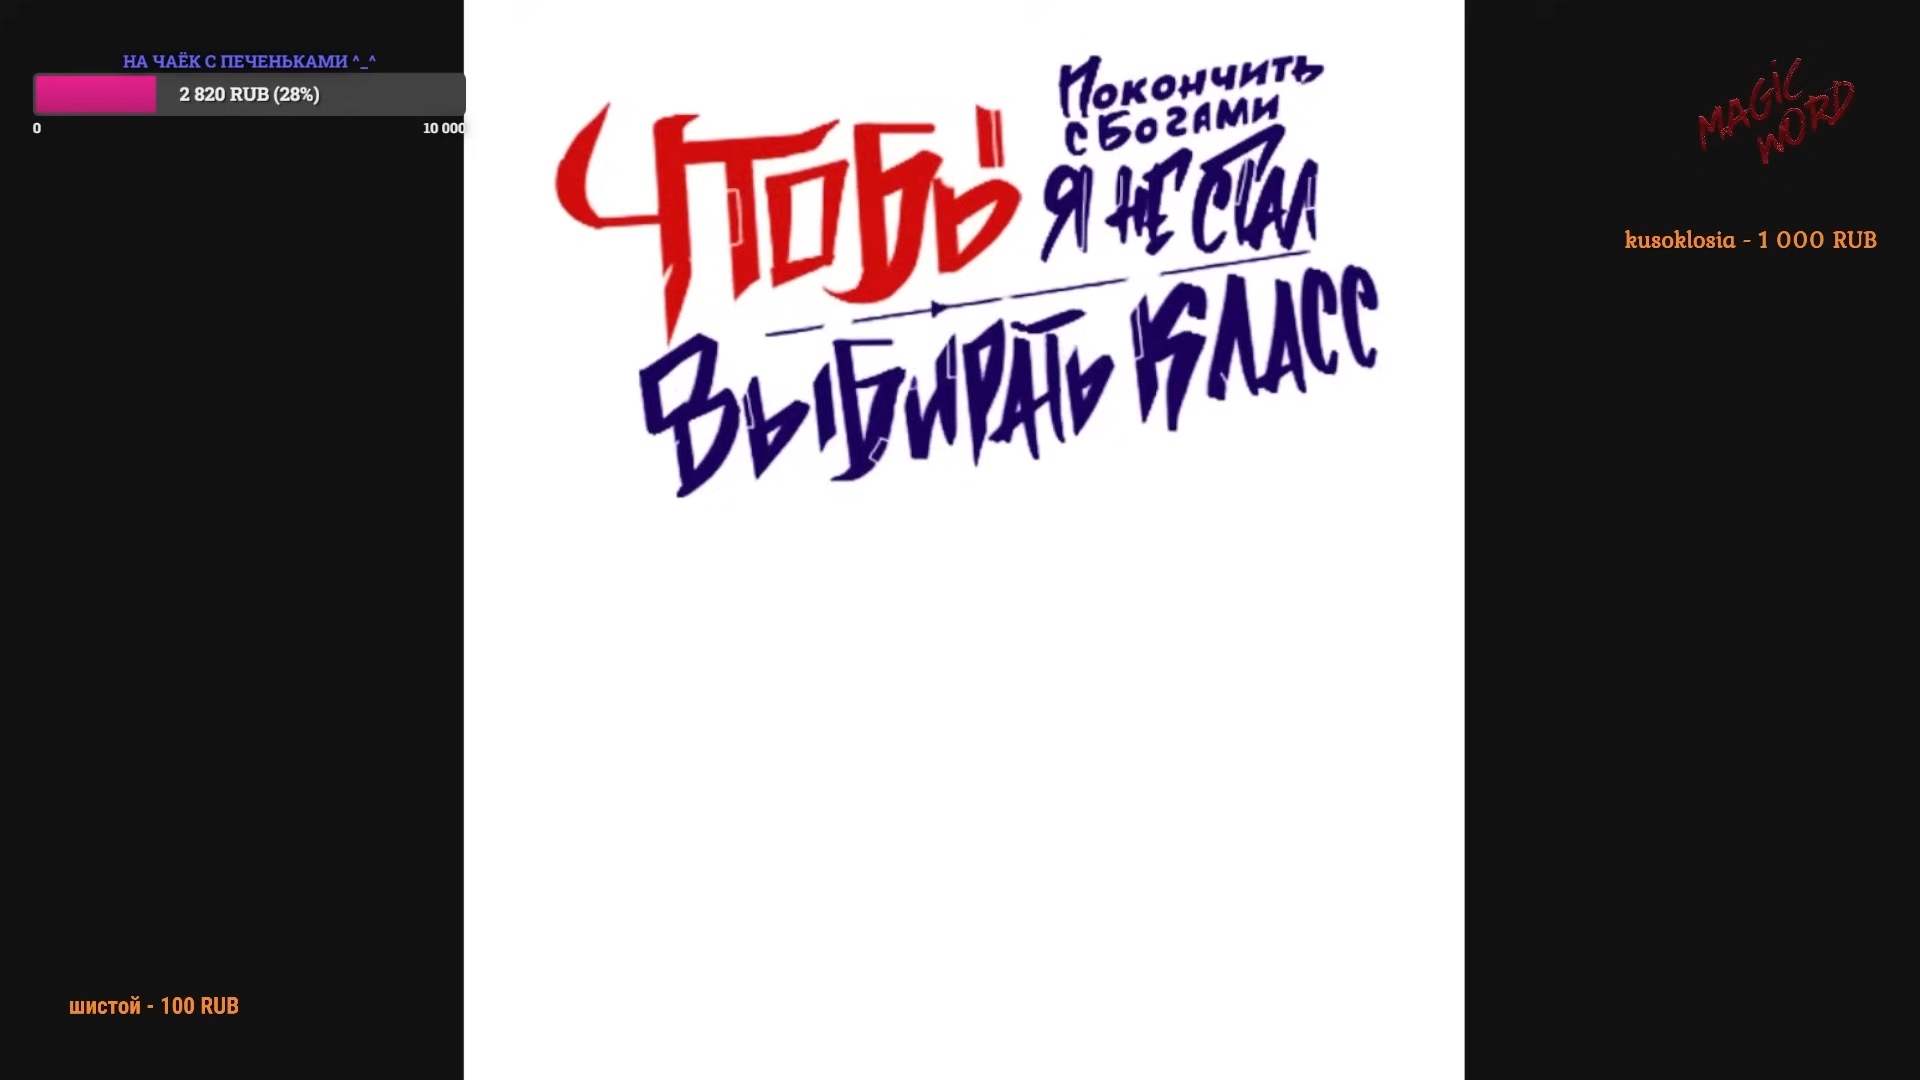 НА ЧАЁК С ПЕЧЕНЬКАМИ ^_^
2 820 RUB (28%)
0
10 000
Покончить
с Богами
Чтобы
я не стал
Выбирать класс
MAGiC
WORD
kusoklosia - 1 000 RUB
шистой - 100 RUB